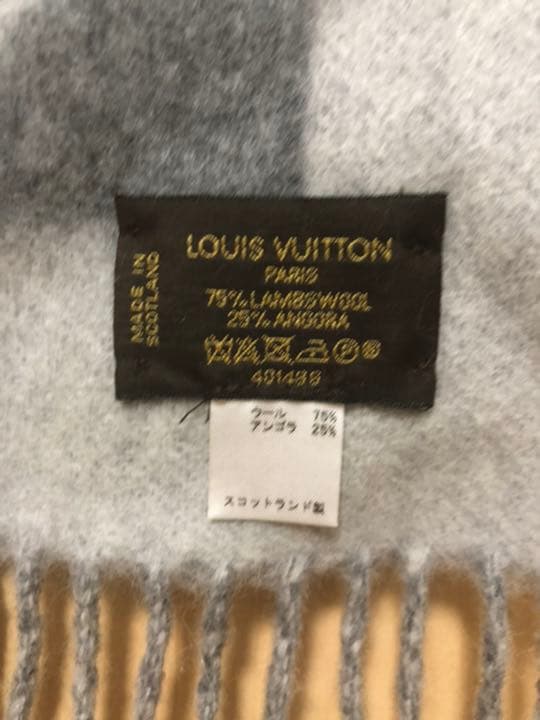 LOUIS VUITTON
PARIS
75% LAMBSWOOL
25% ANGORA
MADE IN
SCOTLAND
ウール 75%
アンゴラ 25%
スコットランド製